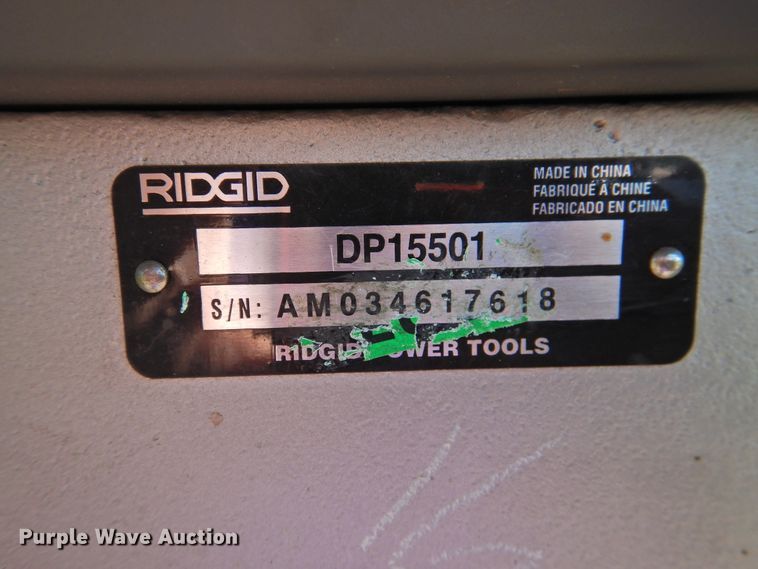 RIDGID
MADE IN CHINA
FABRIQUÉ À CHINE
FABRICADO EN CHINA
DP15501
S/N: AM034617618
RIDGID POWER TOOLS
Purple Wave Auction